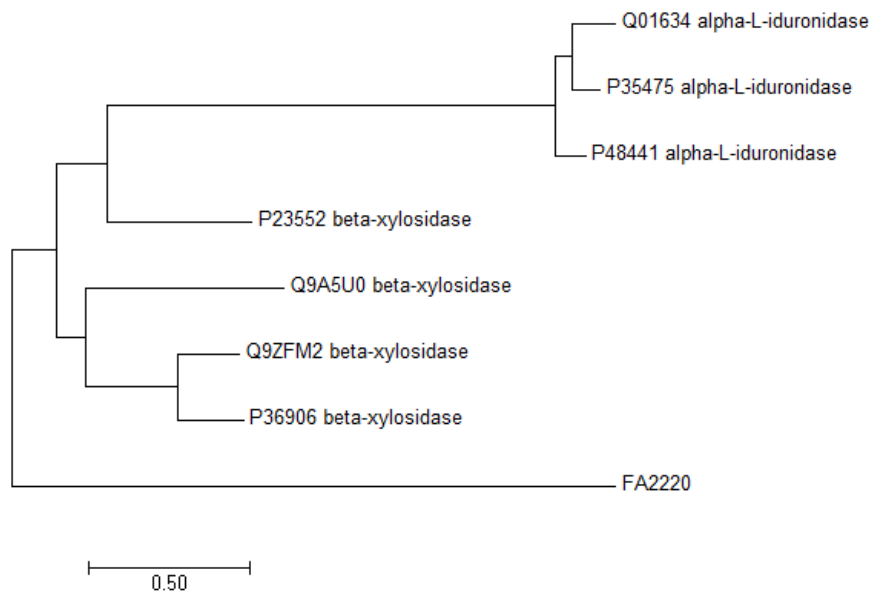 Q01634 alpha-L-iduronidase
P35475 alpha-L-iduronidase
P48441 alpha-L-iduronidase
P23552 beta-xylosidase
Q9A5U0 beta-xylosidase
Q9ZFM2 beta-xylosidase
P36906 beta-xylosidase
FA2220
0.50